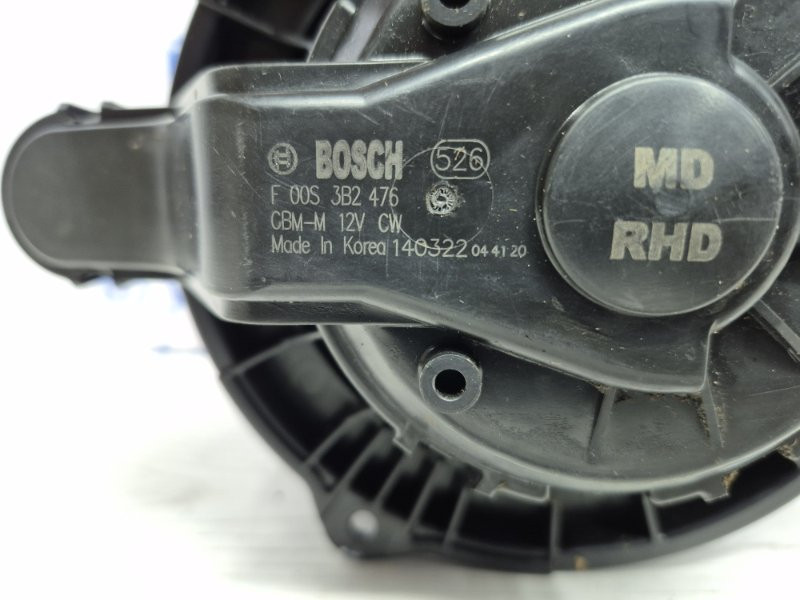 BOSCH 526
F 00S 3B2 476
CBM-M 12V CW
Made In Korea 140322 04 41 20
MD
RHD